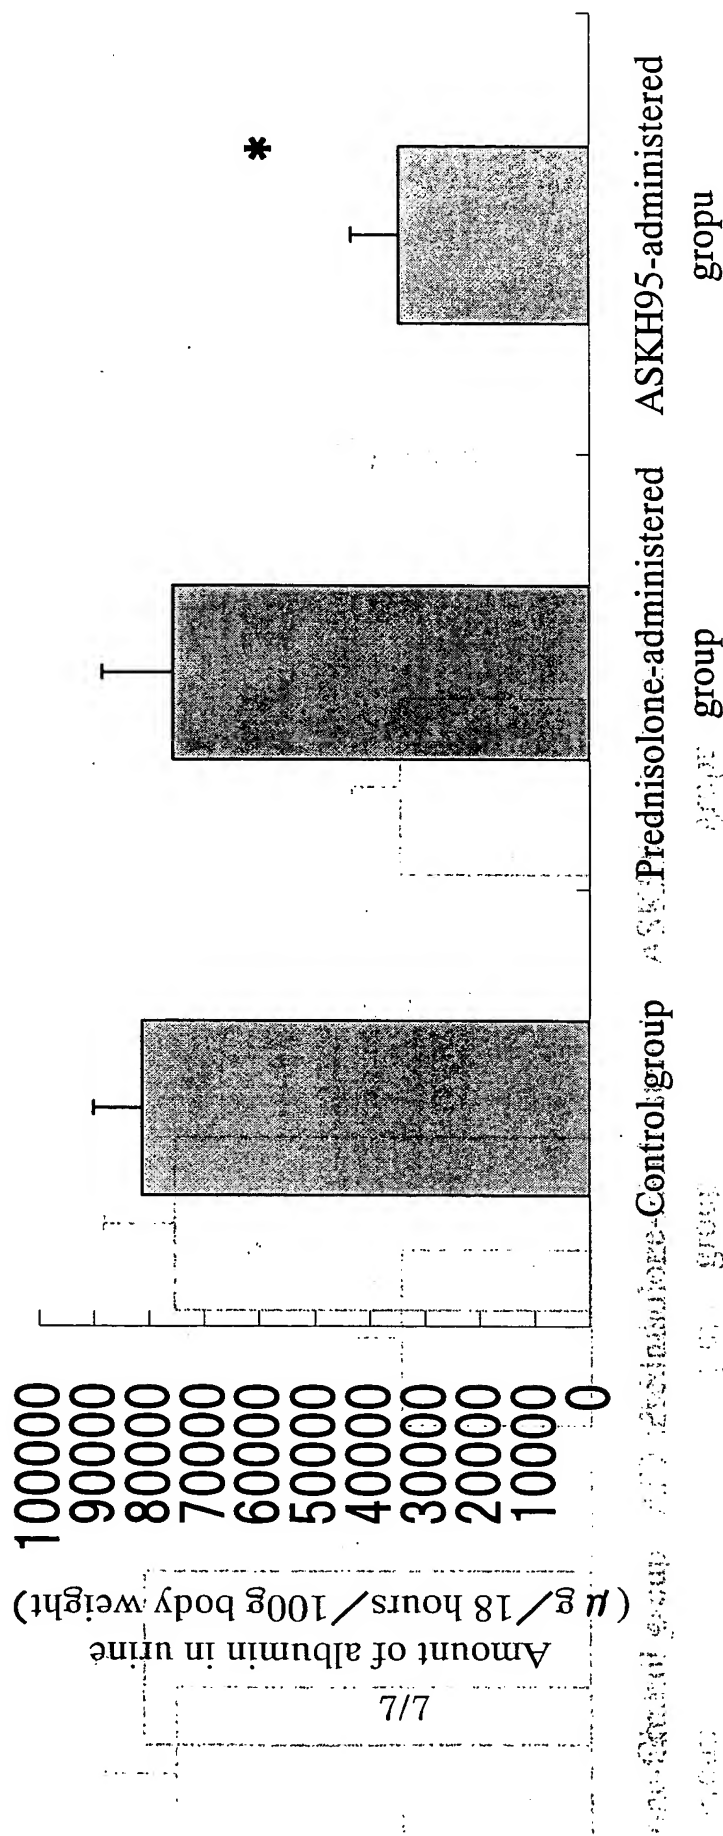 Amount of albumin in urine
(μg/18 hours/100g body weight)
100000
90000
80000
70000
60000
50000
40000
30000
20000
10000
0
*
Control group
Prednisolone-administered
group
ASKH95-administered
gropu
7/7